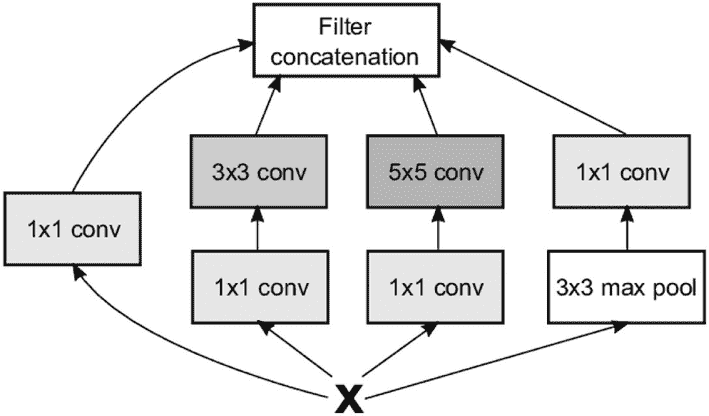 Filter
concatenation
3x3 conv
5x5 conv
1x1 conv
1x1 conv
1x1 conv
1x1 conv
3x3 max pool
X